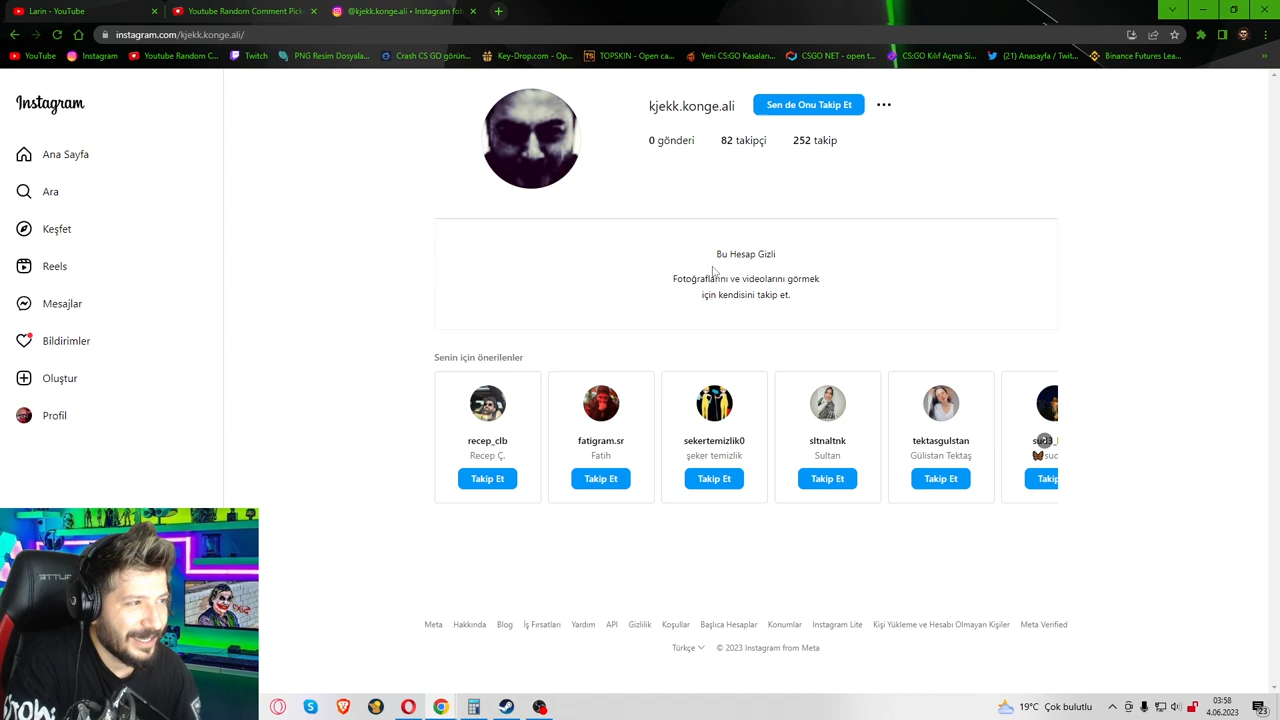 Larin - YouTube
Youtube Random Comment Pick
@kjekk.konge.ali • Instagram fot
instagram.com/kjekk.konge.ali/
YouTube
Instagram
Youtube Random C...
Twitch
PNG Resim Dosyala...
Crash CS GO görün...
Key-Drop.com - Op...
TOPSKIN - Open ca...
Yeni CS:GO Kasaları...
CSGO NET - open t...
CS:GO Kılıf Açma Si...
(21) Anasayfa / Twit...
Binance Futures Lea...
Instagram
Ana Sayfa
Ara
Keşfet
Reels
Mesajlar
Bildirimler
Oluştur
Profil
kjekk.konge.ali
Sen de Onu Takip Et
0 gönderi
82 takipçi
252 takip
Bu Hesap Gizli
Fotoğraflarını ve videolarını görmek
için kendisini takip et.
Senin için önerilenler
recep_clb
Recep Ç.
Takip Et
fatigram.sr
Fatih
Takip Et
sekertemizlik0
şeker temizlik
Takip Et
sltnaltnk
Sultan
Takip Et
tektasgulstan
Gülistan Tektaş
Takip Et
Takip
Meta Hakkında Blog İş Fırsatları Yardım API Gizlilik Koşullar Başlıca Hesaplar Konumlar Instagram Lite Kişi Yükleme ve Hesabı Olmayan Kişiler Meta Verified
Türkçe © 2023 Instagram from Meta
19°C Çok bulutlu
03:58
4.06.2023